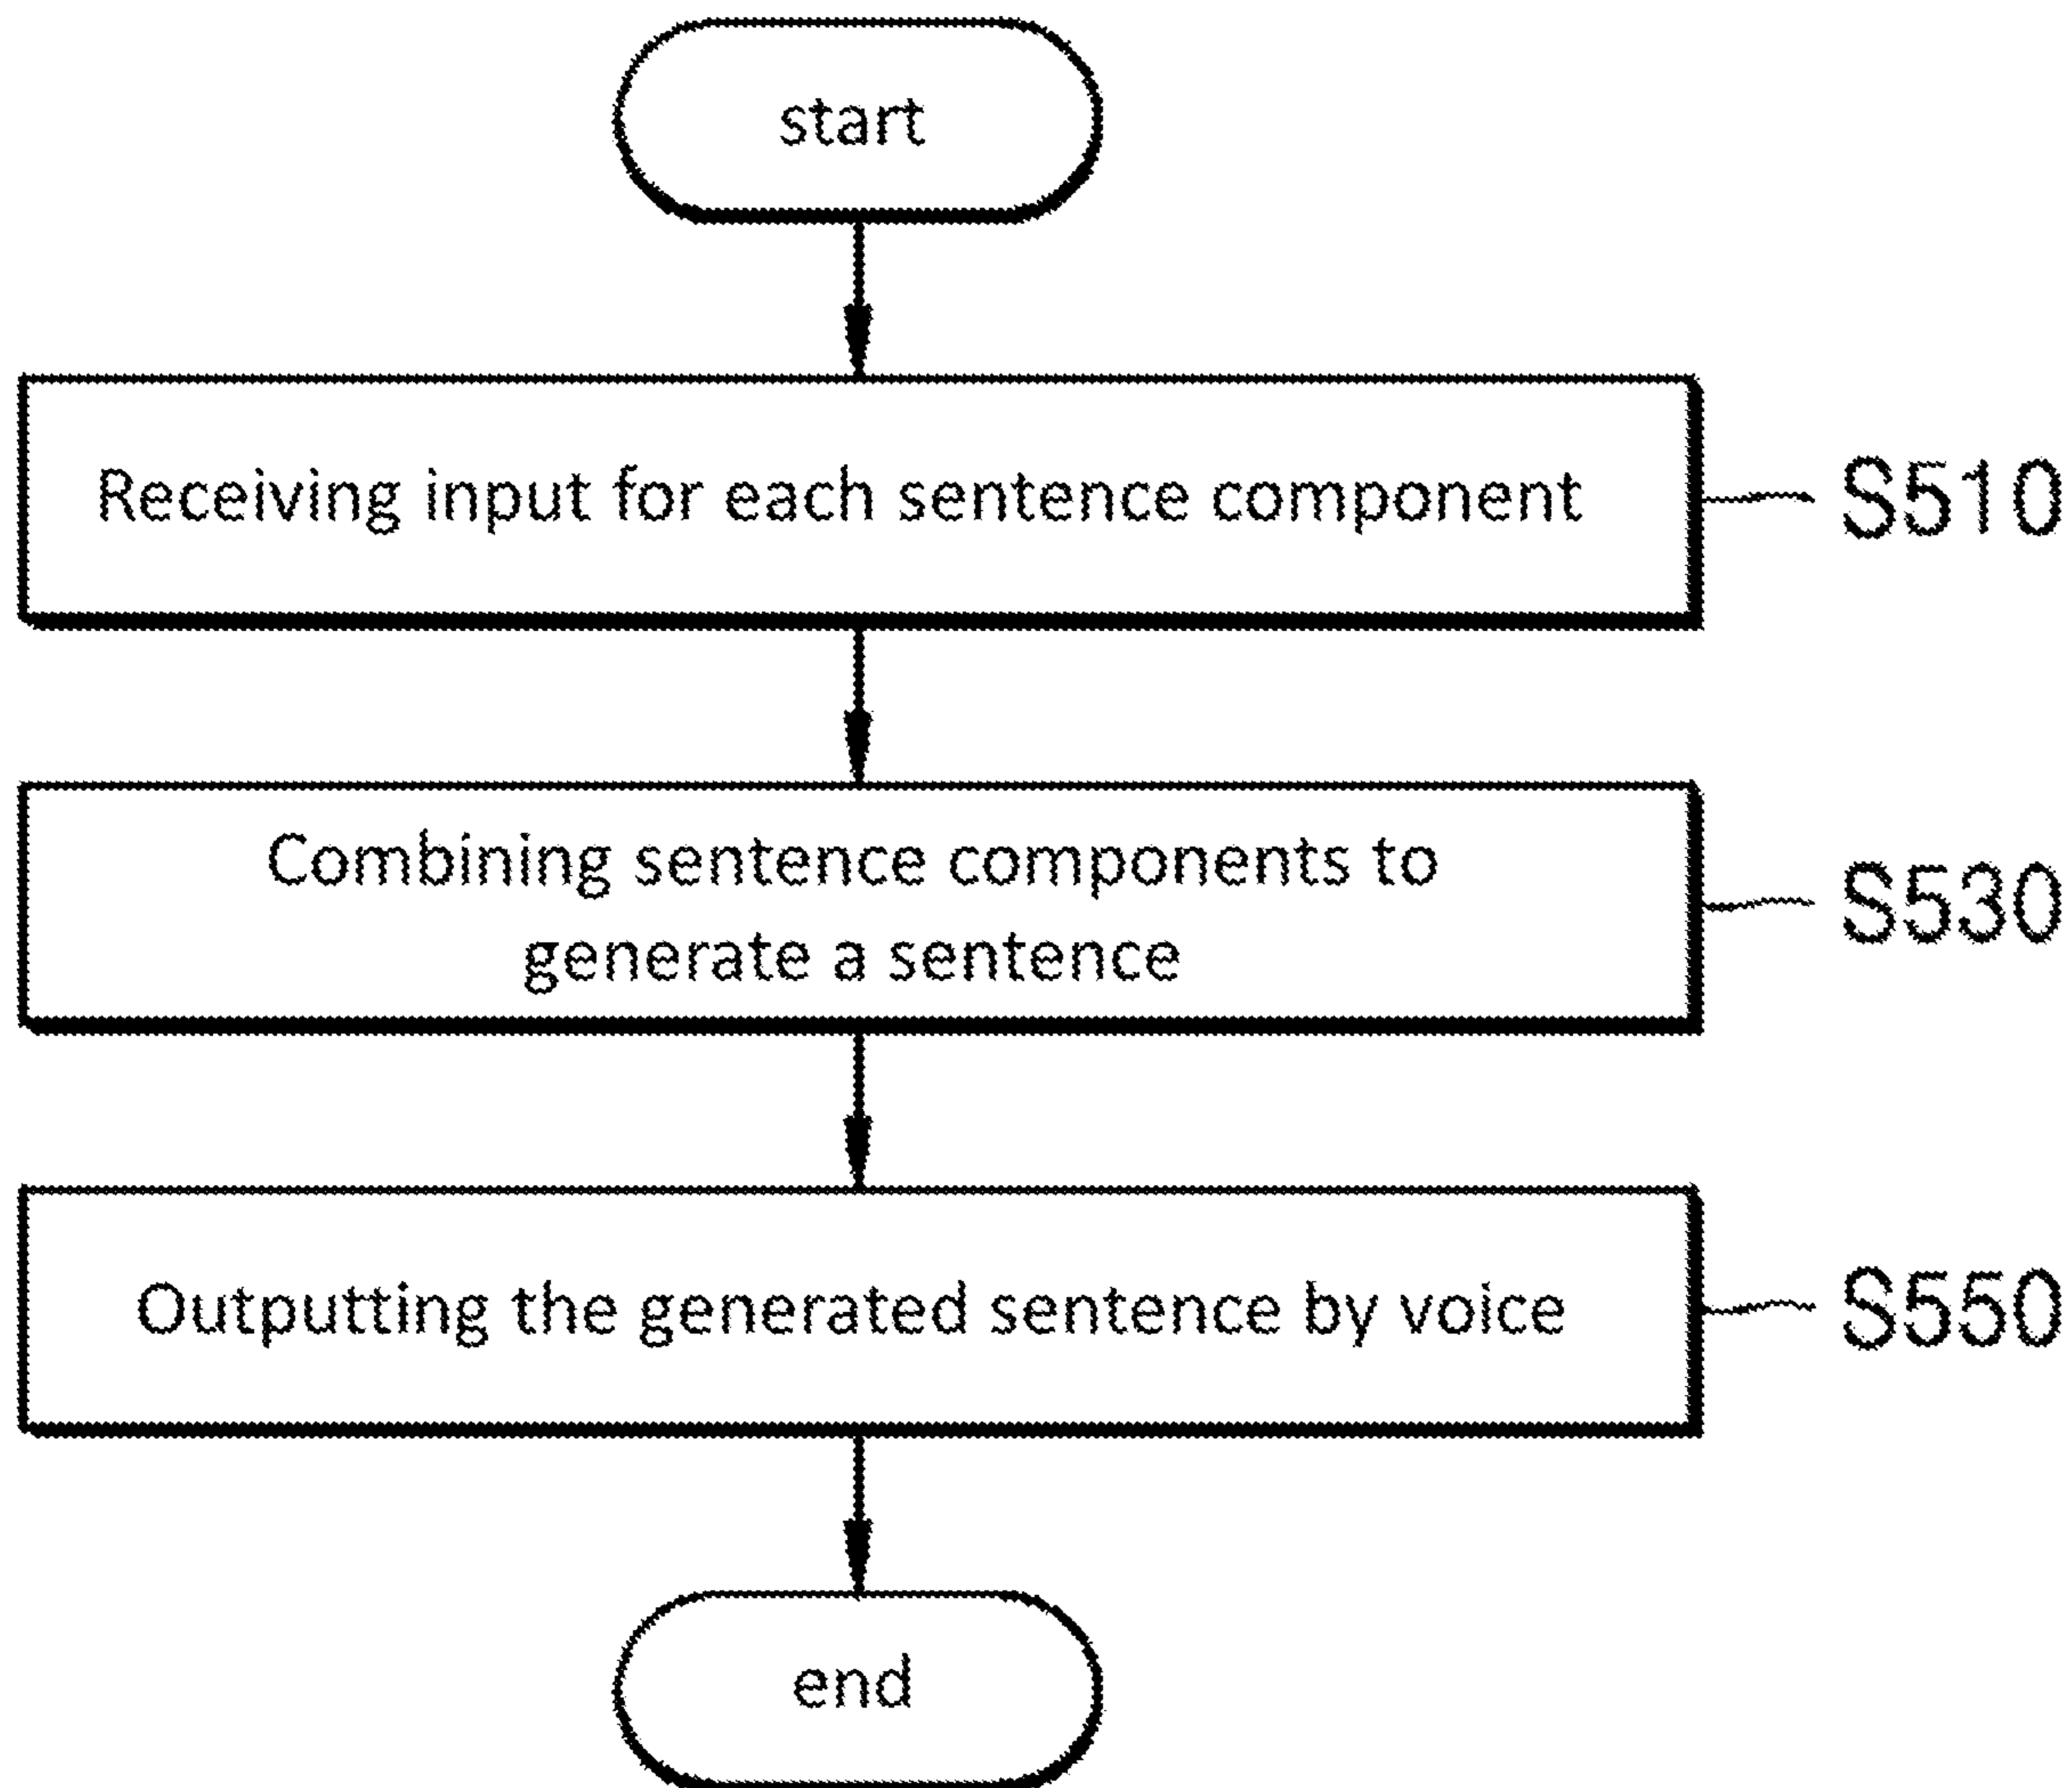 start
Receiving input for each sentence component
S510
Combining sentence components to
generate a sentence
S530
Outputting the generated sentence by voice
S550
end